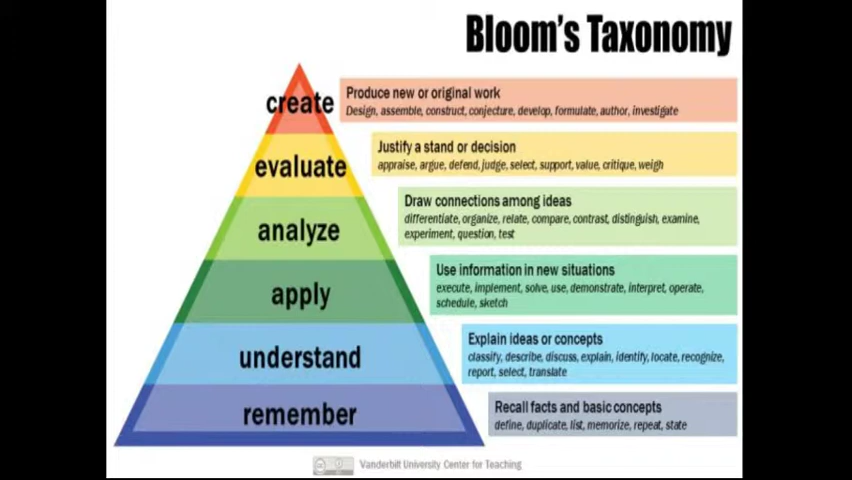 Bloom's Taxonomy
create
Produce new or original work
Design, assemble, construct, conjecture, develop, formulate, author, investigate
evaluate
Justify a stand or decision
appraise, argue, defend, judge, select, support, value, critique, weigh
analyze
Draw connections among ideas
differentiate, organize, relate, compare, contrast, distinguish, examine,
experiment, question, test
apply
Use information in new situations
execute, implement, solve, use, demonstrate, interpret, operate,
schedule, sketch
understand
Explain ideas or concepts
classify, describe, discuss, explain, identify, locate, recognize,
report, select, translate
remember
Recall facts and basic concepts
define, duplicate, list, memorize, repeat, state
Vanderbilt University Center for Teaching